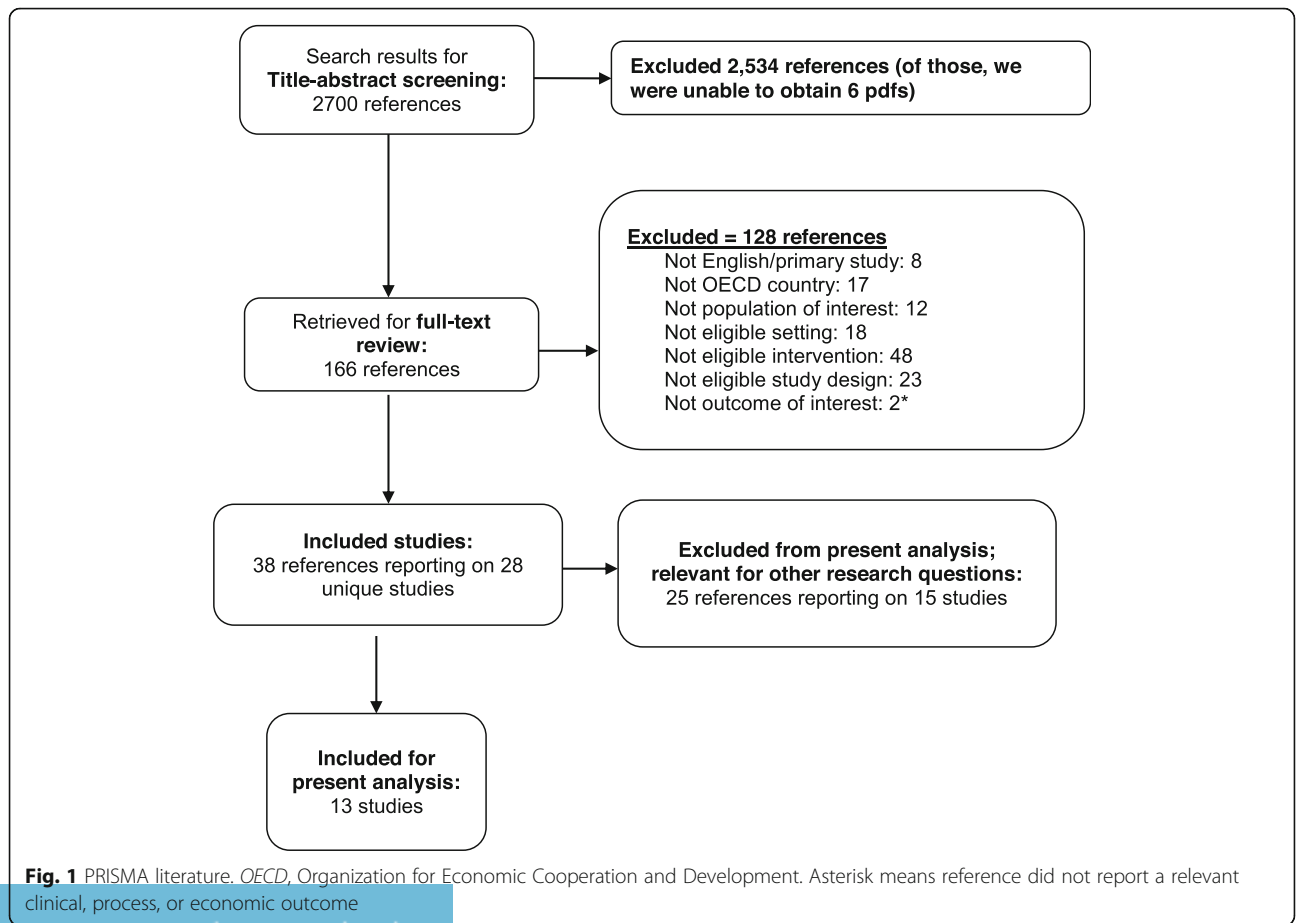 Search results for
Title-abstract screening:
2700 references
Excluded 2,534 references (of those, we
were unable to obtain 6 pdfs)
Excluded = 128 references
Not English/primary study: 8
Not OECD country: 17
Not population of interest: 12
Not eligible setting: 18
Not eligible intervention: 48
Not eligible study design: 23
Not outcome of interest: 2*
Retrieved for full-text
review:
166 references
Included studies:
38 references reporting on 28
unique studies
Excluded from present analysis;
relevant for other research questions:
25 references reporting on 15 studies
Included for
present analysis:
13 studies
Fig. 1 PRISMA literature. OECD, Organization for Economic Cooperation and Development. Asterisk means reference did not report a relevant
clinical, process, or economic outcome